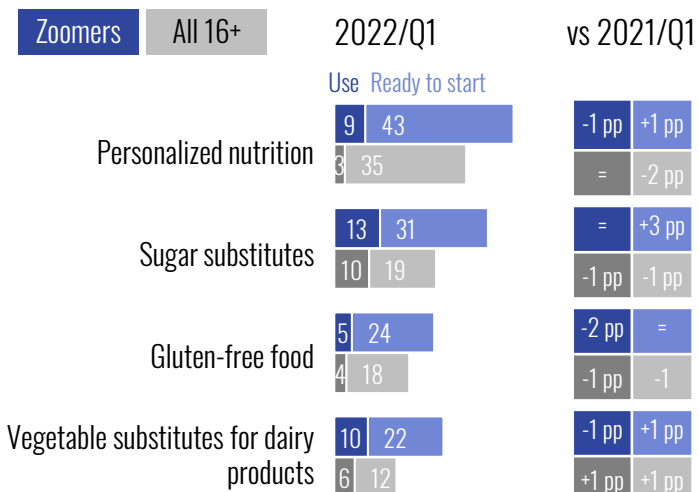 Zoomers All 16+ 2022/Q1 vs 2021/Q1
Use Ready to start
9 43 -1 pp +1 pp
Personalized nutrition
3 35 = -2 pp
13 31 = +3 pp
Sugar substitutes
10 19 -1 pp -1 pp
5 24 -2 pp =
Gluten-free food
4 18 -1 pp -1
10 22 -1 pp +1 pp
Vegetable substitutes for dairy
products
6 12 +1 pp +1 pp